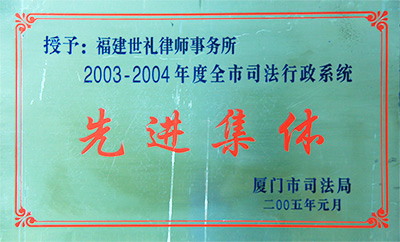 授予：福建世礼律师事务所
2003-2004年度全市司法行政系统
先进集体
厦门市司法局
二00五年元月